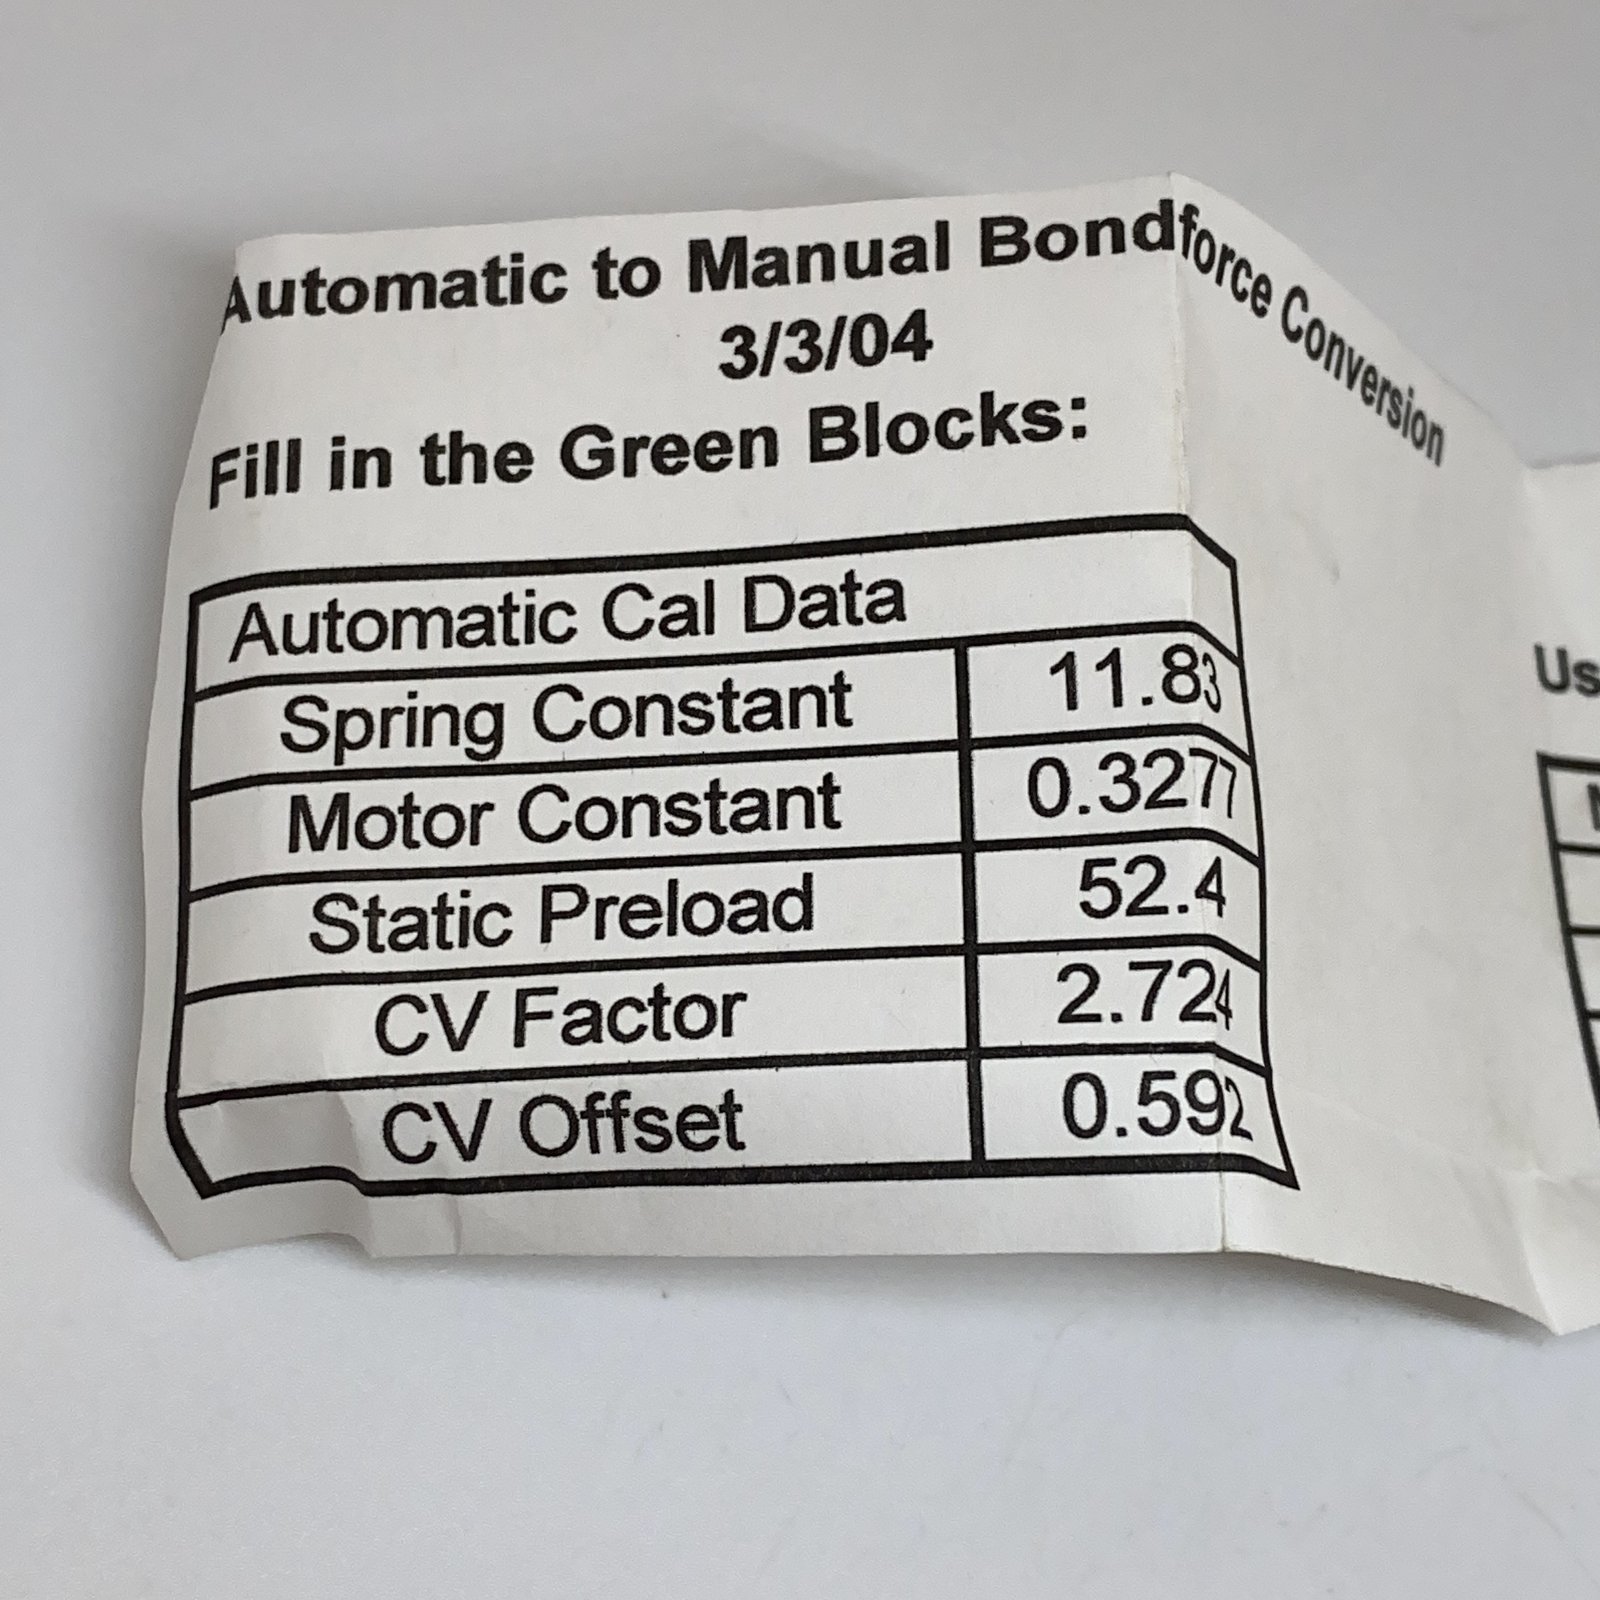 Automatic to Manual Bondforce Conversion
3/3/04
Fill in the Green Blocks:
Automatic Cal Data
Spring Constant 11.83
Motor Constant 0.3277
Static Preload 52.4
CV Factor 2.724
CV Offset 0.592